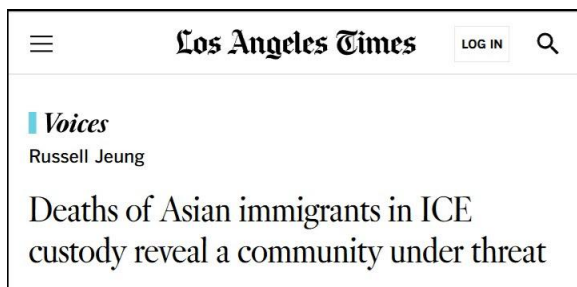 Los Angeles Times
LOG IN
Voices
Russell Jeung
Deaths of Asian immigrants in ICE
custody reveal a community under threat